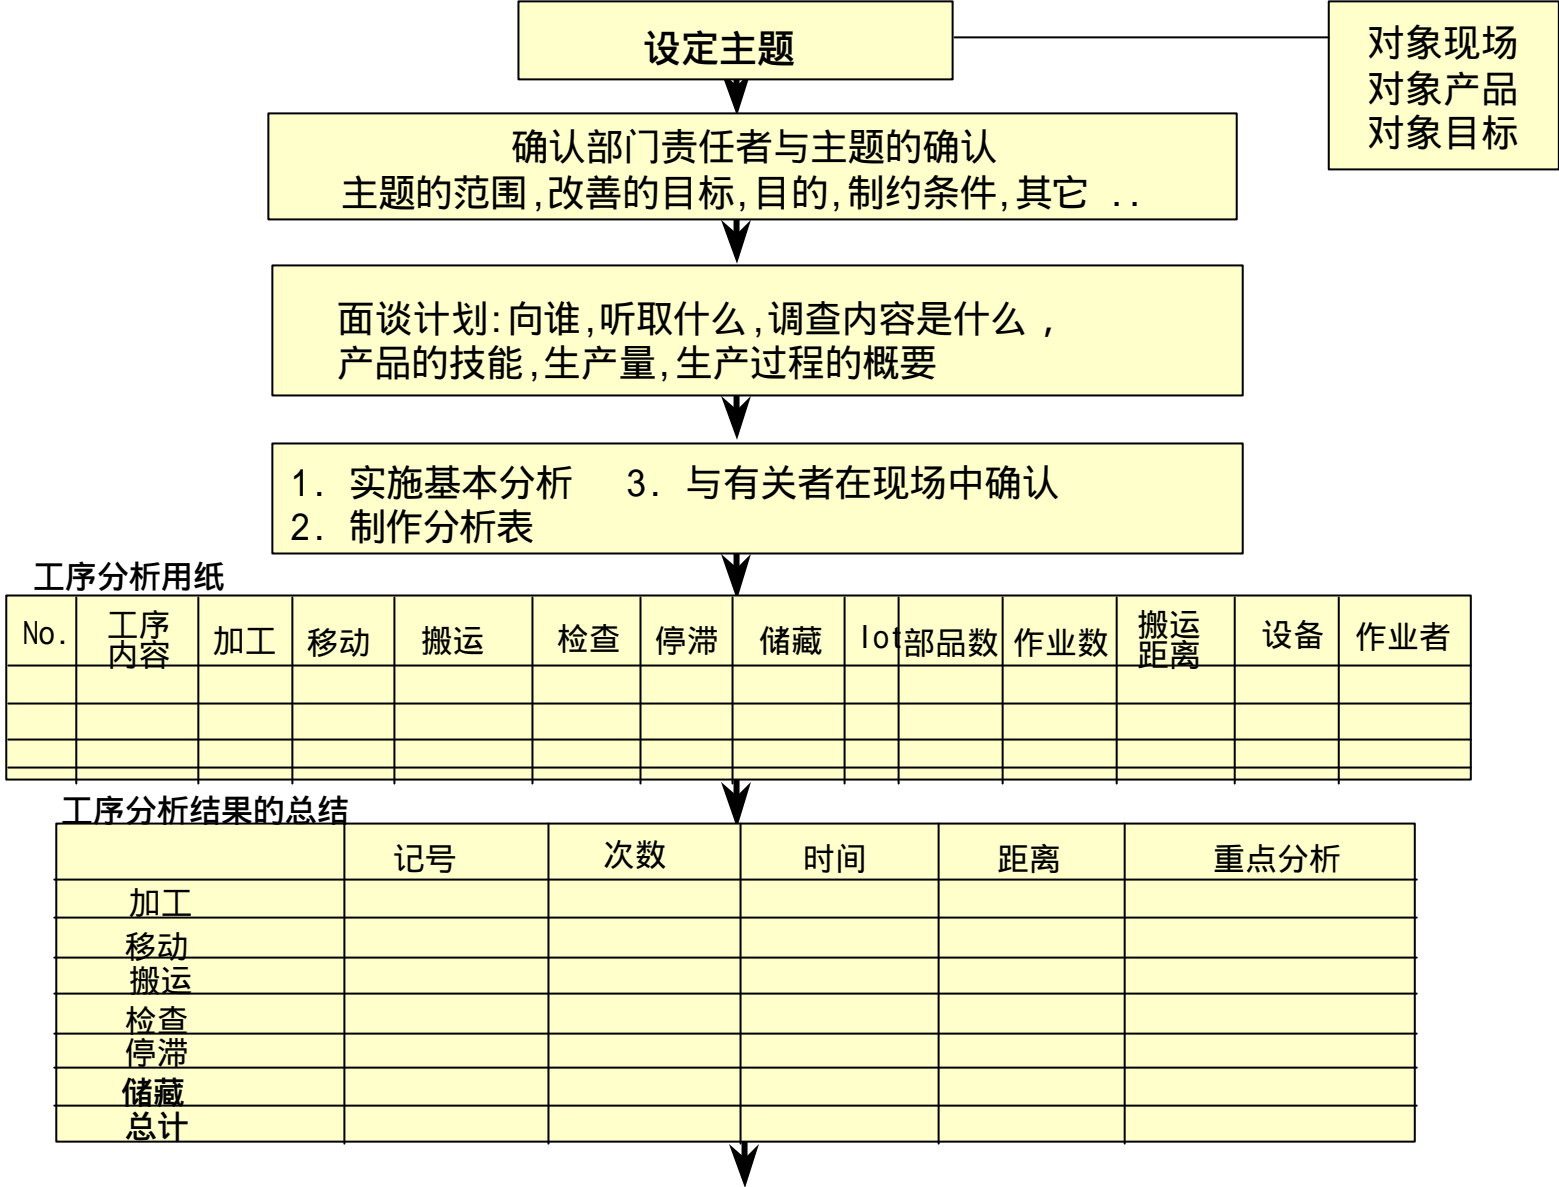 设定主题
对象现场
对象产品
对象目标
确认部门责任者与主题的确认
主题的范围,改善的目标,目的,制约条件,其它 ..
面谈计划:向谁,听取什么,调查内容是什么,
产品的技能,生产量,生产过程的概要
1. 实施基本分析 3. 与有关者在现场中确认
2. 制作分析表
工序分析用纸
No. 工序内容 加工 移动 搬运 检查 停滞 储藏 lot 部品数 作业数 搬运距离 设备 作业者
工序分析结果的总结
记号 次数 时间 距离 重点分析
加工
移动
搬运
检查
停滞
储藏
总计